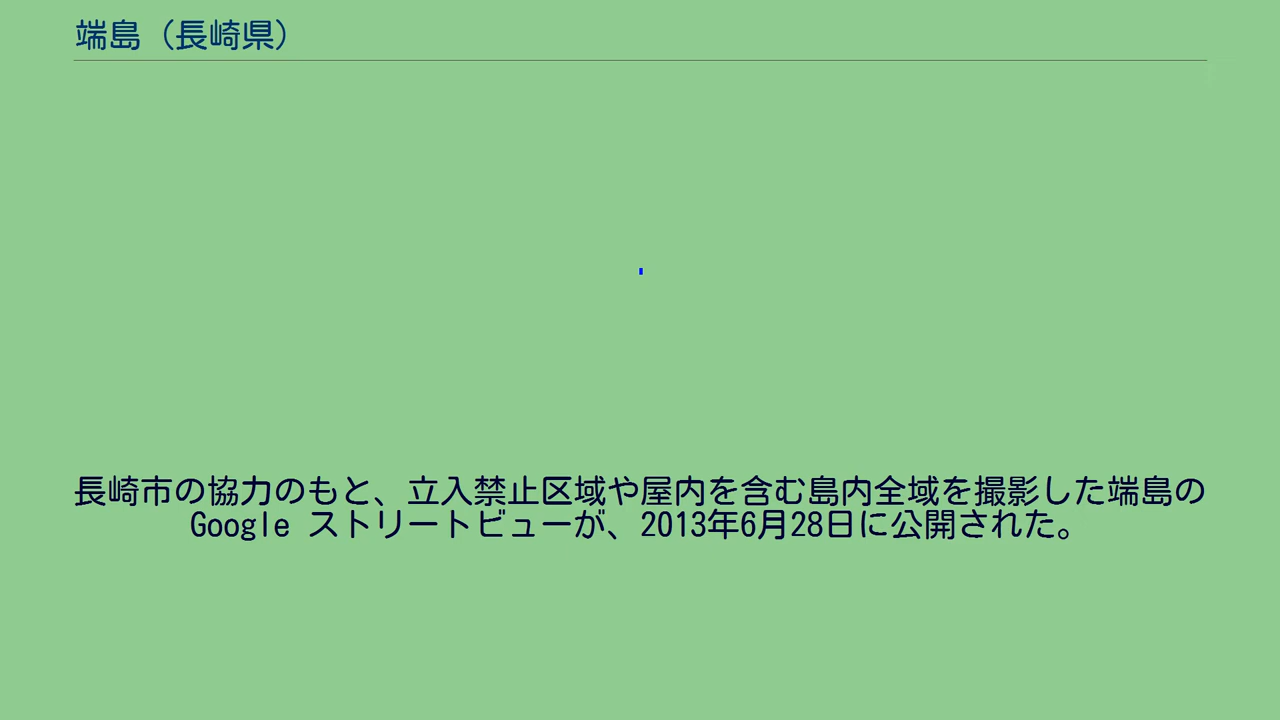 端島（長崎県）
長崎市の協力のもと、立入禁止区域や屋内を含む島内全域を撮影した端島の
Google ストリートビューが、2013年6月28日に公開された。